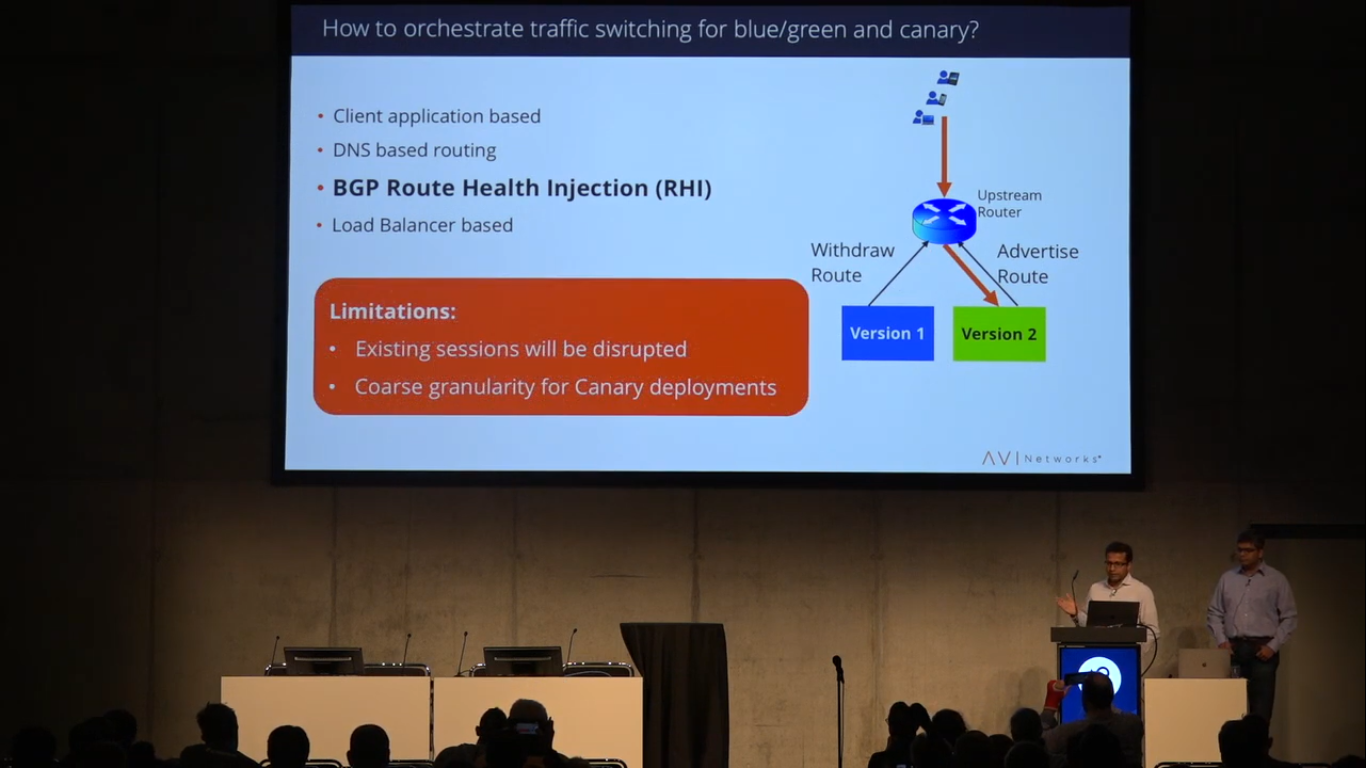 How to orchestrate traffic switching for blue/green and canary?
• Client application based
• DNS based routing
• BGP Route Health Injection (RHI)
• Load Balancer based
Limitations:
• Existing sessions will be disrupted
• Coarse granularity for Canary deployments
Upstream
Router
Withdraw
Route
Advertise
Route
Version 1
Version 2
AVI Networks